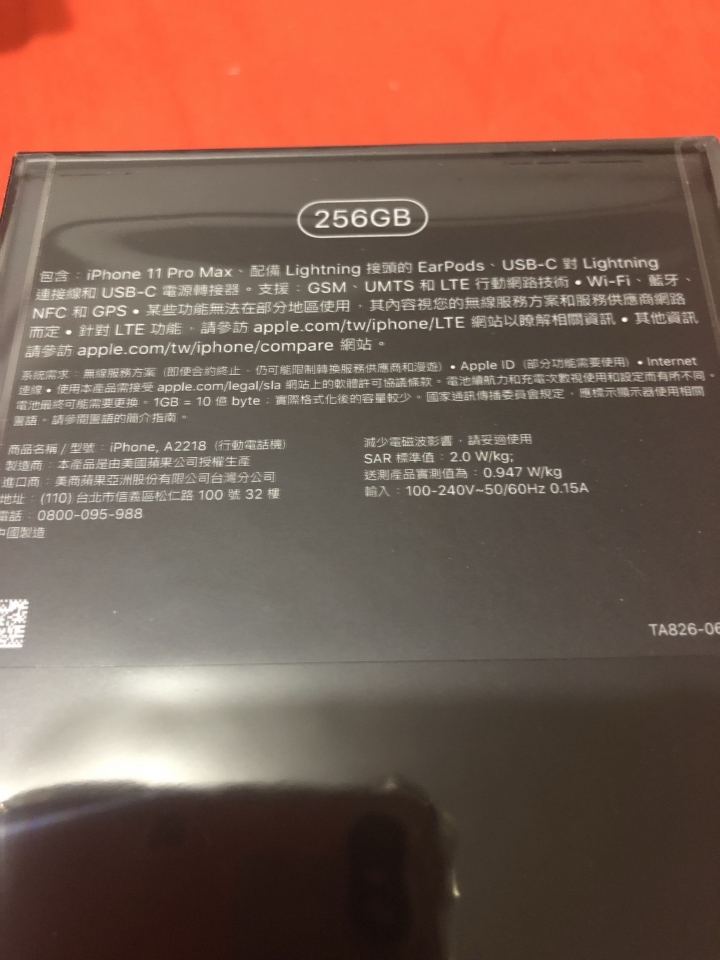 256GB
包含：iPhone 11 Pro Max、配備 Lightning 接頭的 EarPods、USB-C 對 Lightning
連接線和 USB-C 電源轉接器。支援：GSM、UMTS 和 LTE 行動網路技術 • Wi-Fi、藍牙、
NFC 和 GPS • 某些功能無法在部分地區使用，其內容視您的無線服務方案和服務供應商網路
而定 • 針對 LTE 功能，請參訪 apple.com/tw/iphone/LTE 網站以瞭解相關資訊 • 其他資訊
請參訪 apple.com/tw/iphone/compare 網站。
系統需求：無線服務方案（即使合約終止，仍可能限制轉換服務供應商和漫遊）• Apple ID（部分功能需要使用）• Internet
連線 • 使用本產品需接受 apple.com/legal/sla 網站上的軟體許可協議條款。電池續航力和充電次數視使用和設定而有所不同。
電池最終可能需要更換。1GB = 10 億 byte；實際格式化後的容量較少。國家通訊傳播委員會規定，應標示顯示器使用相關
警語。請參閱警語的簡介指南。
商品名稱 / 型號：iPhone, A2218（行動電話機）
製造商：本產品是由美國蘋果公司授權生產
進口商：美商蘋果亞洲股份有限公司台灣分公司
地址：(110) 台北市信義區松仁路 100 號 32 樓
電話：0800-095-988
中國製造
減少電磁波影響，請妥適使用
SAR 標準值：2.0 W/kg;
送測產品實測值為：0.947 W/kg
輸入：100-240V~50/60Hz 0.15A
TA826-06